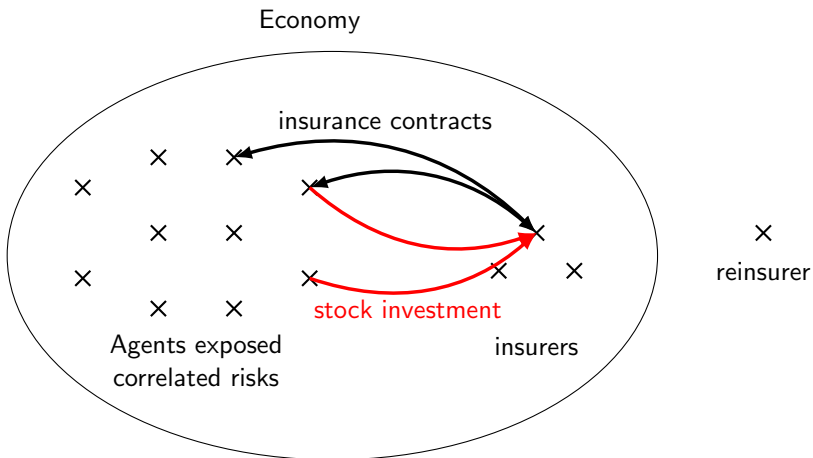 Economy
insurance contracts
reinsurer
stock investment
Agents exposed
correlated risks
insurers